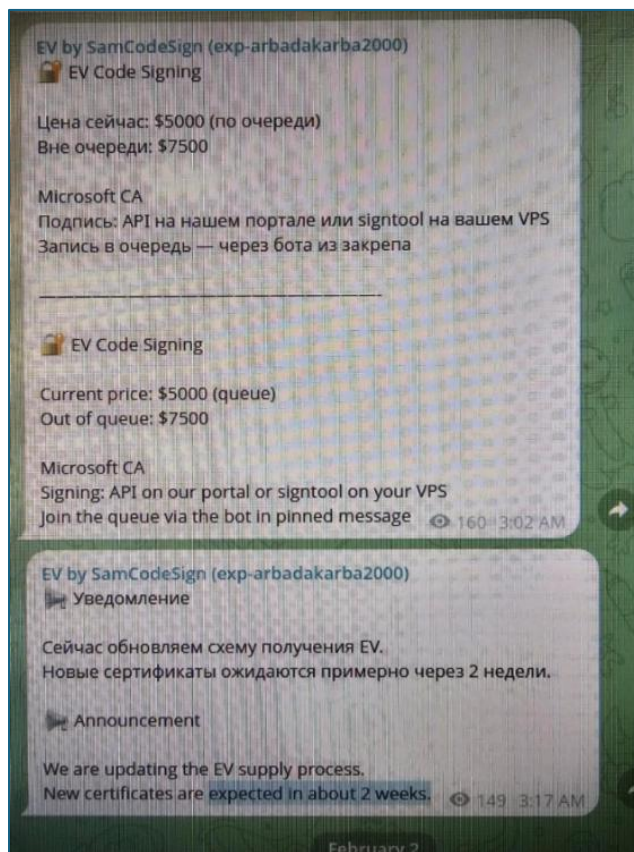 EV by SamCodeSign (exp-arbadakarba2000)
🔐 EV Code Signing
Цена сейчас: $5000 (по очереди)
Вне очереди: $7500
Microsoft CA
Подпись: API на нашем портале или signtool на вашем VPS
Запись в очередь — через бота из закрепа
————————————————————
🔐 EV Code Signing
Current price: $5000 (queue)
Out of queue: $7500
Microsoft CA
Signing: API on our portal or signtool on your VPS
Join the queue via the bot in pinned message 160 3:02 AM
EV by SamCodeSign (exp-arbadakarba2000)
📢 Уведомление
Сейчас обновляем схему получения EV.
Новые сертификаты ожидаются примерно через 2 недели.
📢 Announcement
We are updating the EV supply process.
New certificates are expected in about 2 weeks. 149 3:17 AM
February 2